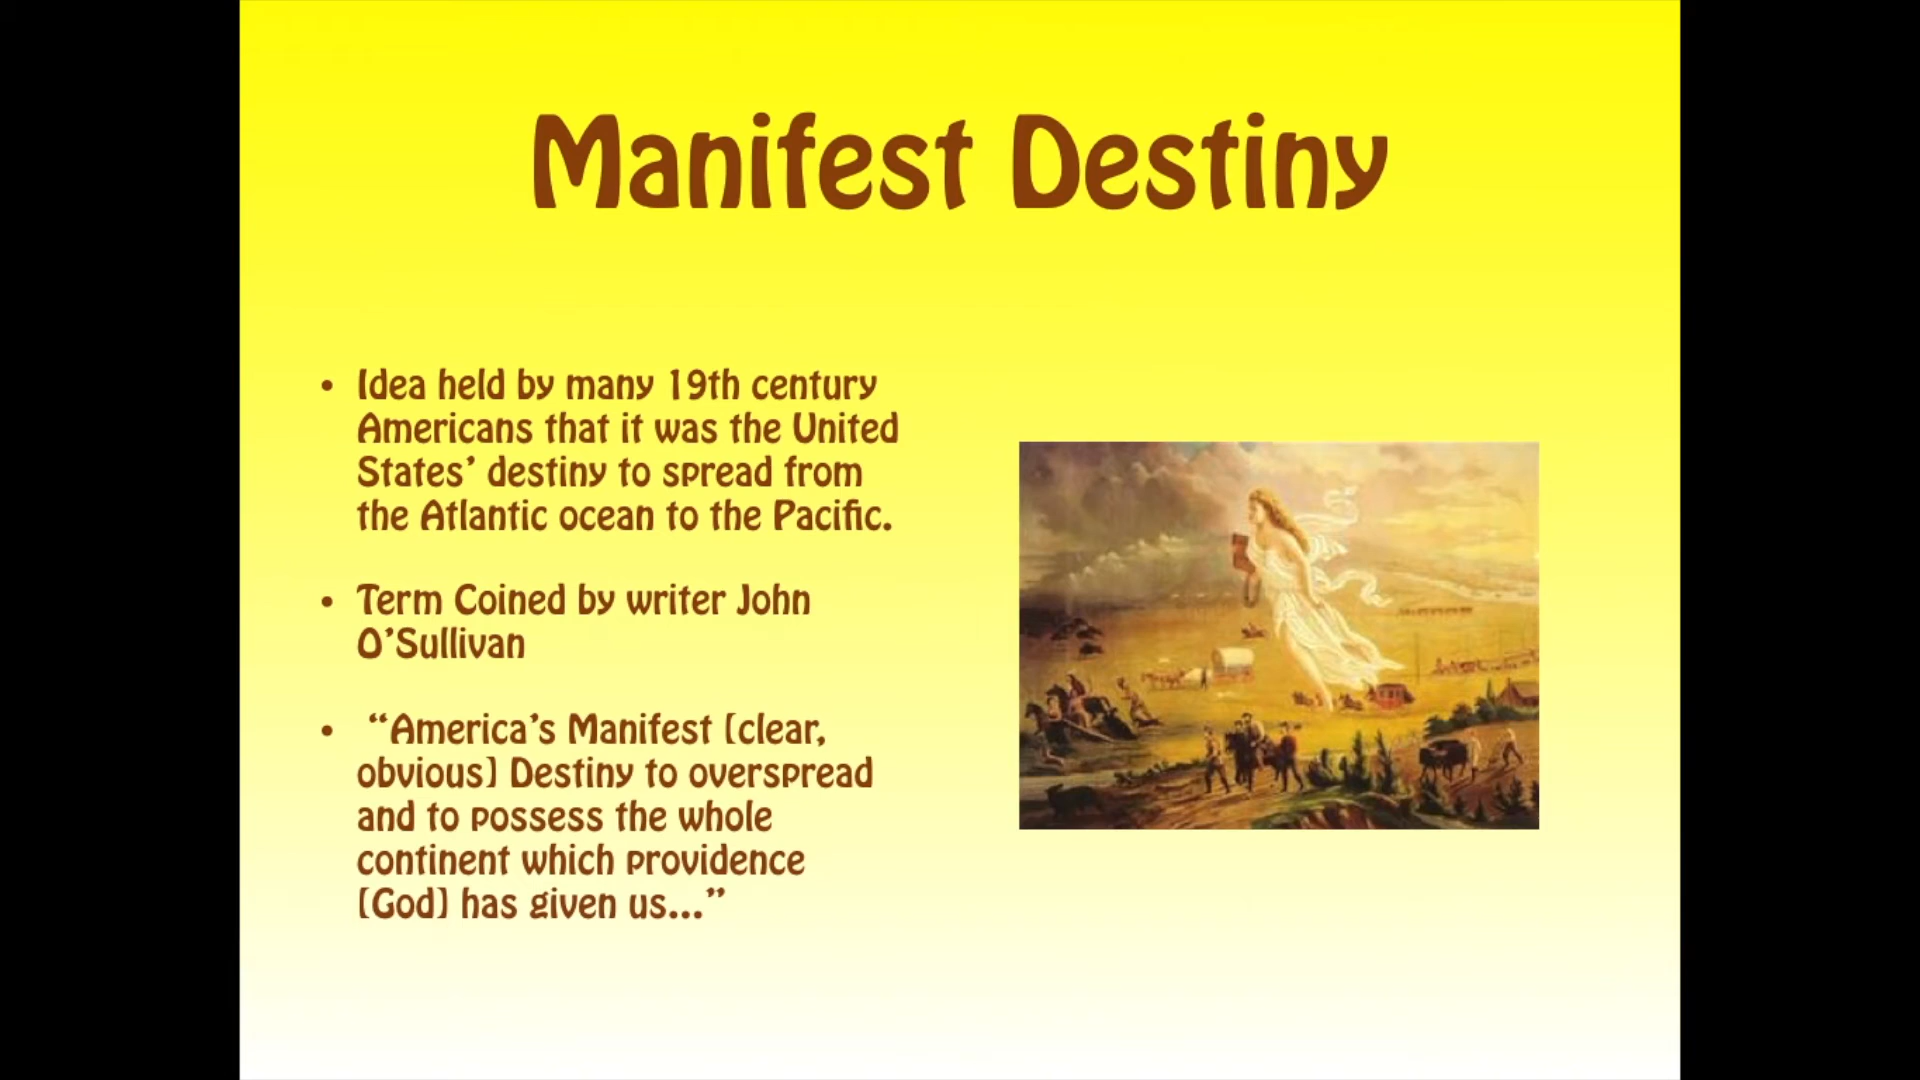 Manifest Destiny
• Idea held by many 19th century
Americans that it was the United
States’ destiny to spread from
the Atlantic ocean to the Pacific.
• Term Coined by writer John
O’Sullivan
• “America’s Manifest [clear,
obvious] Destiny to overspread
and to possess the whole
continent which providence
[God] has given us...”